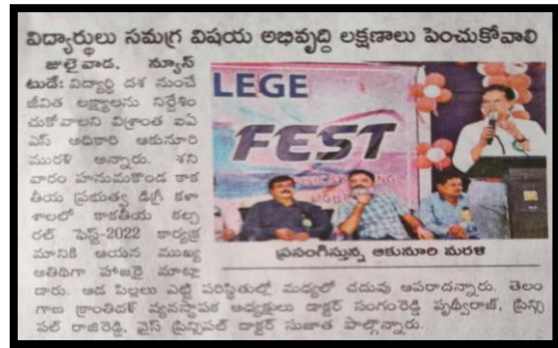 విద్యార్థులు సమగ్ర విషయ అభివృద్ధి లక్షణాలు పెంచుకోవాలి
జులైవాడ, న్యూస్
టుడే: విద్యార్థి దశ నుంచే
జీవిత లక్ష్యాలను నిర్దేశిం
చుకోవాలని విశ్రాంత ఐఏ
ఎస్ అధికారి ఆకునూరి
మురళి అన్నారు. శని
వారం హనుమకొండ కాక
తీయ ప్రభుత్వ డిగ్రీ కళా
శాలలో కాకతీయ కల్చ
రల్ ఫెస్ట్-2022 కార్యక్ర
మానికి ఆయన ముఖ్య
అతిథిగా హాజరై మాట్లా
డారు. ఆడ పిల్లలు ఎట్టి పరిస్థితుల్లో మధ్యలో చదువు ఆపరాదన్నారు. తెలం
గాణ క్రాంతిదళ్ వ్యవస్థాపక అధ్యక్షులు డాక్టర్ సంగంరెడ్డి పృథ్వీరాజ్, ప్రిన్సి
పల్ రాజిరెడ్డి, వైస్ ప్రిన్సిపల్ డాక్టర్ సుజాత పాల్గొన్నారు.
LEGE
FEST
ప్రసంగిస్తున్న ఆకునూరి మురళి